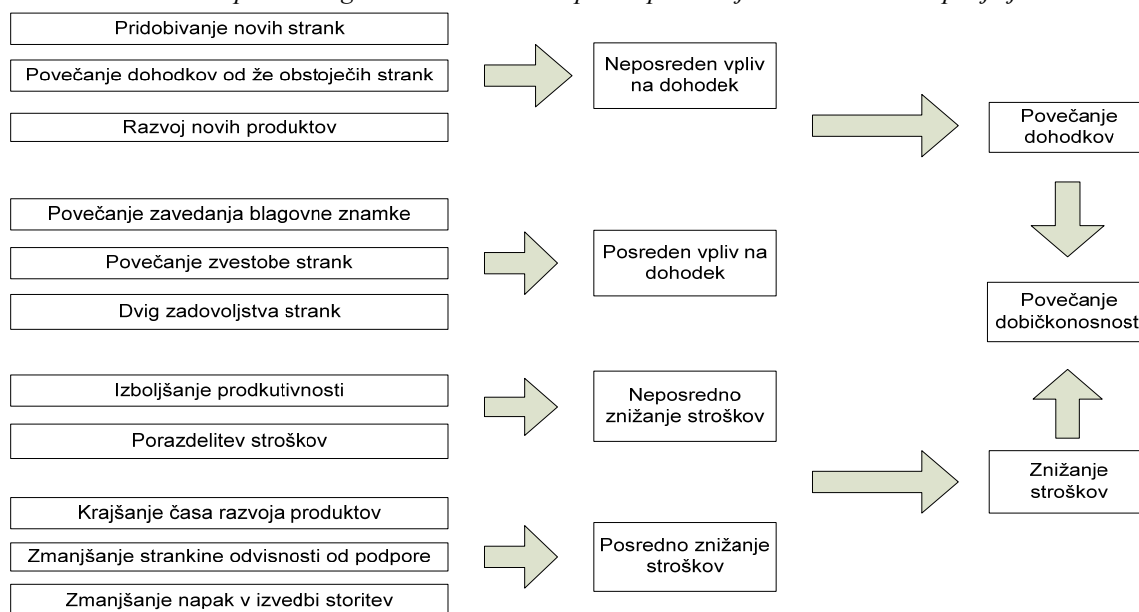 Pridobivanje novih strank
Povečanje dohodkov od že obstoječih strank
Razvoj novih produktov
Neposreden vpliv
na dohodek
Povečanje
dohodkov
Povečanje zavedanja blagovne znamke
Povečanje zvestobe strank
Dvig zadovoljstva strank
Posreden vpliv na
dohodek
Povečanje
dobičkonosnost
Izboljšanje prodkutivnosti
Porazdelitev stroškov
Neposredno
znižanje stroškov
Znižanje
stroškov
Krajšanje časa razvoja produktov
Zmanjšanje strankine odvisnosti od podpore
Zmanjšanje napak v izvedbi storitev
Posredno znižanje
stroškov